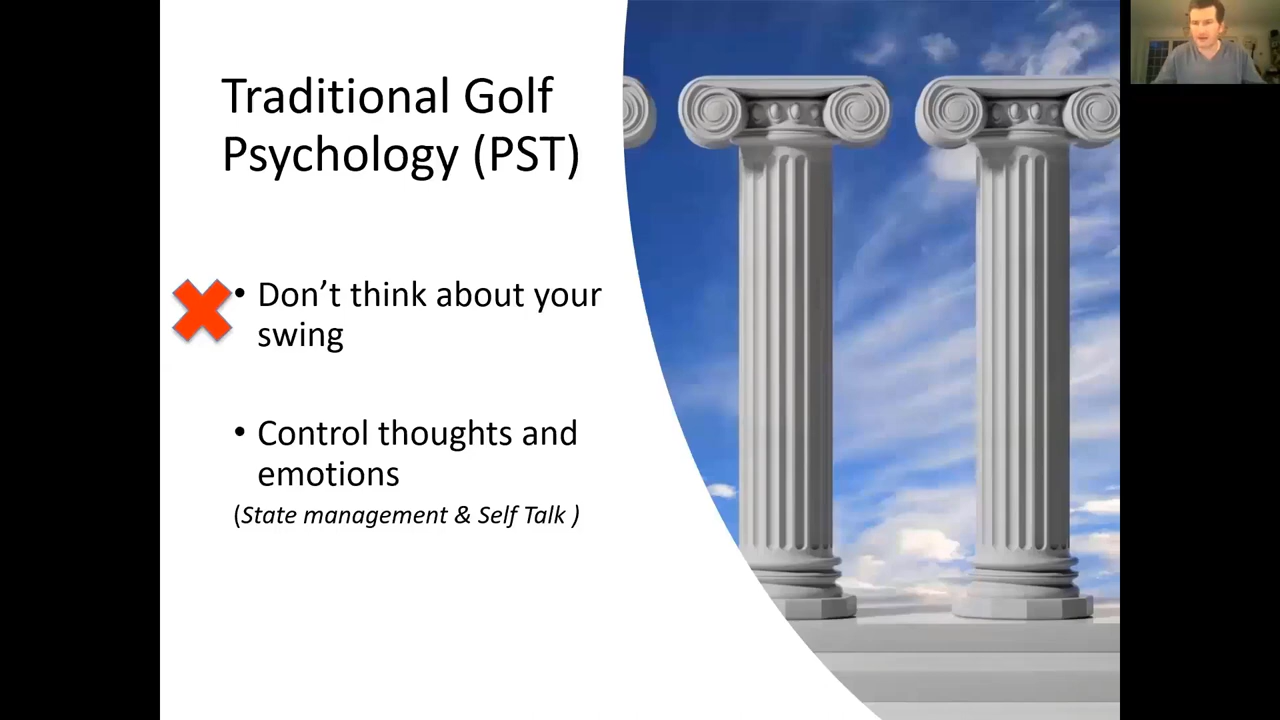 Traditional Golf
Psychology (PST)
• Don’t think about your
swing
• Control thoughts and
emotions
(State management & Self Talk )